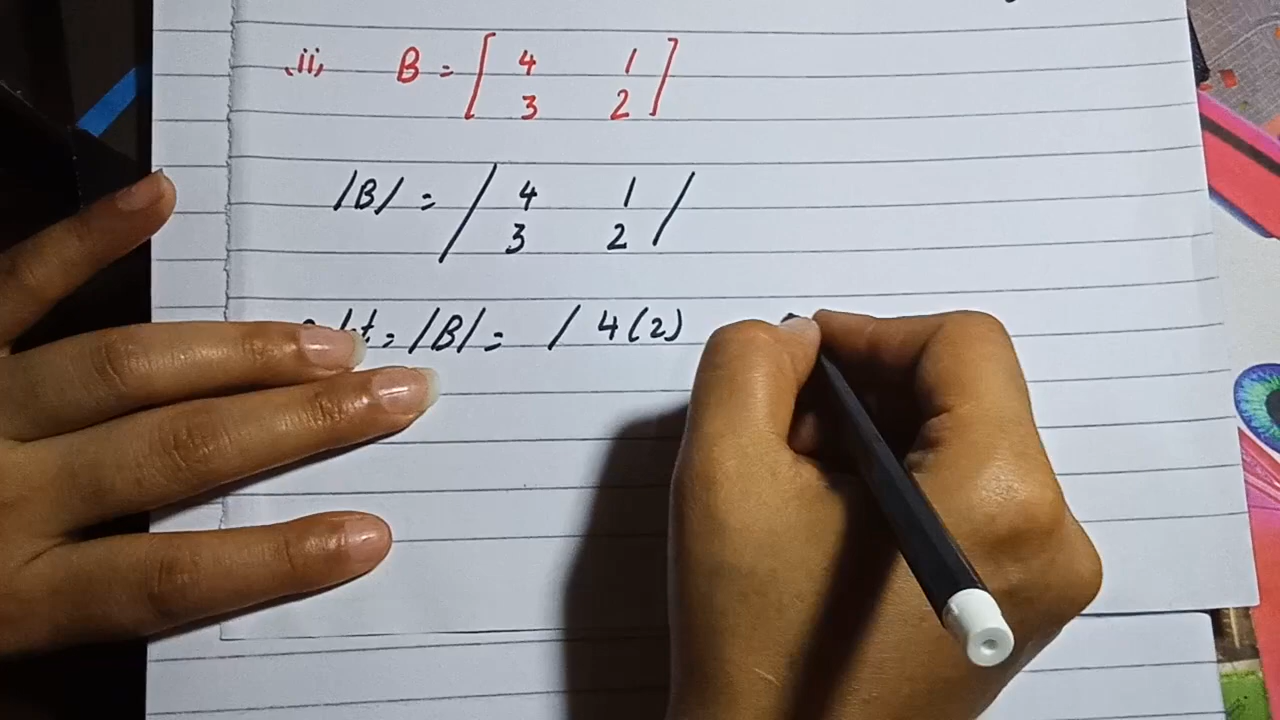 ii, B = [ 4 1
3 2 ]
|B| = | 4 1 |
3 2
= |B| = | 4(2)